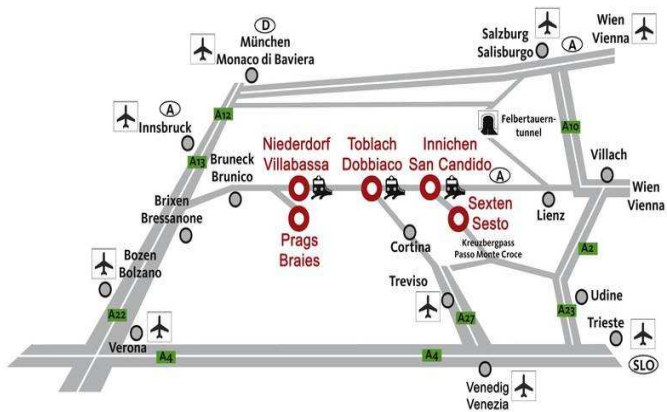 D
München
Monaco di Baviera
Salzburg
Salisburgo
A
Wien
Vienna
A
Innsbruck
A12
Felbertauern-
tunnel
A10
A13
Bruneck
Brunico
Niederdorf
Villabassa
Toblach
Dobbiaco
Innichen
San Candido
A
Villach
Wien
Vienna
Brixen
Bressanone
Prags
Braies
Sexten
Sesto
Lienz
Cortina
Kreuzbergpass
Passo Monte Croce
A2
Bozen
Bolzano
Treviso
Udine
A22
Verona
A27
A23
Trieste
A4
A4
SLO
Venedig
Venezia